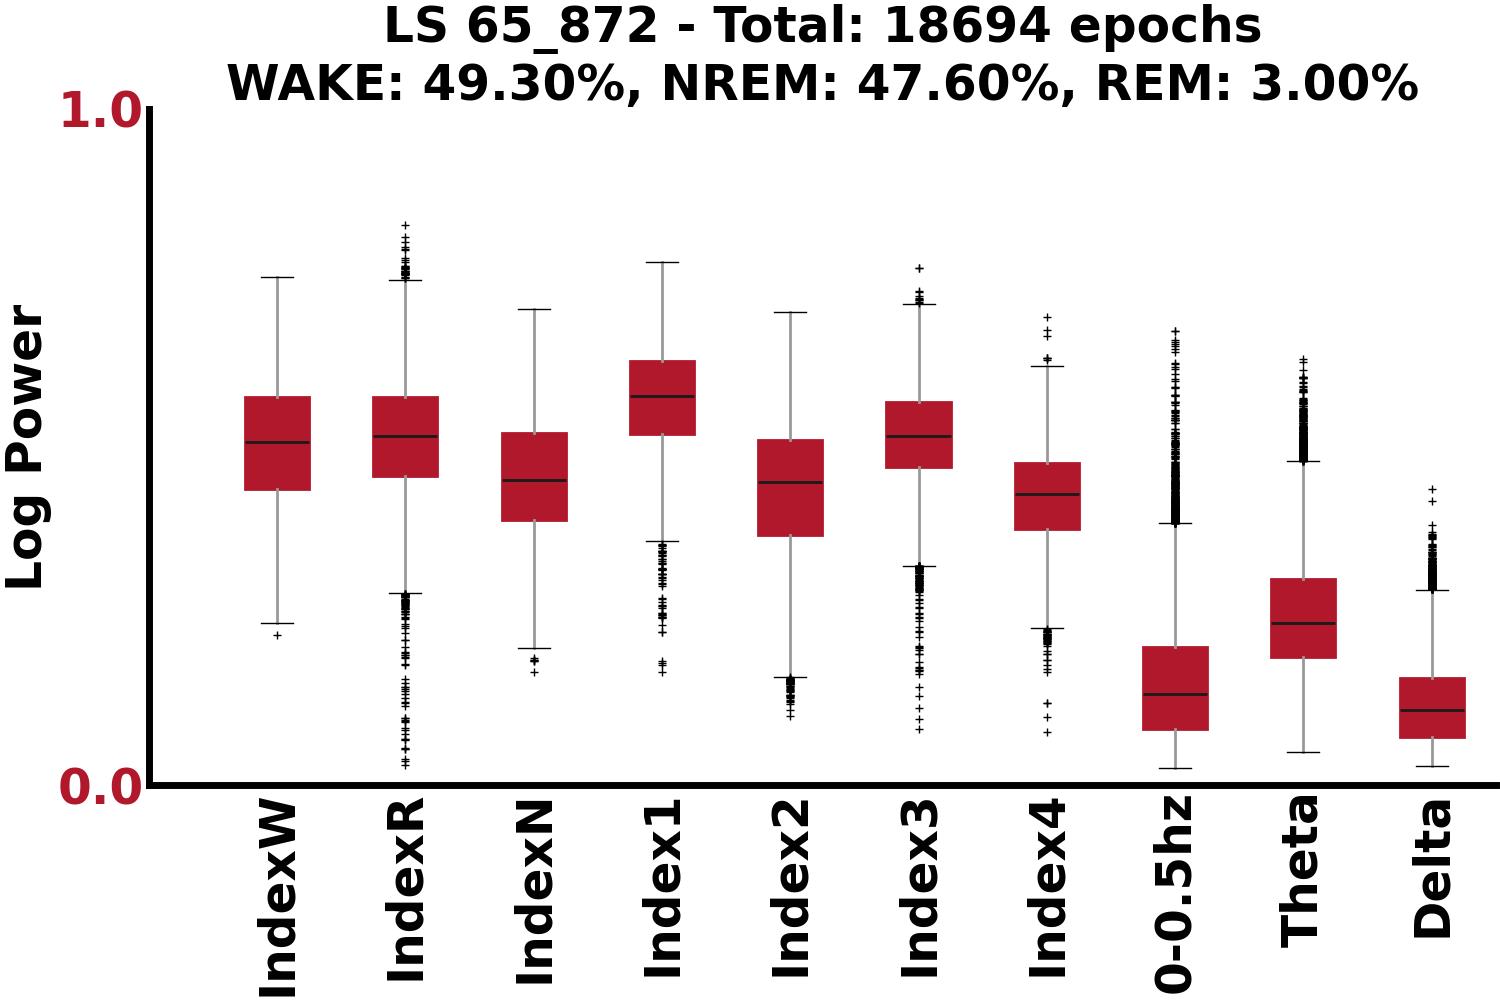 LS 65_872 - Total: 18694 epochs
WAKE: 49.30%, NREM: 47.60%, REM: 3.00%
1.0
Log Power
0.0
IndexW
IndexR
IndexN
Index1
Index2
Index3
Index4
0-0.5hz
Theta
Delta